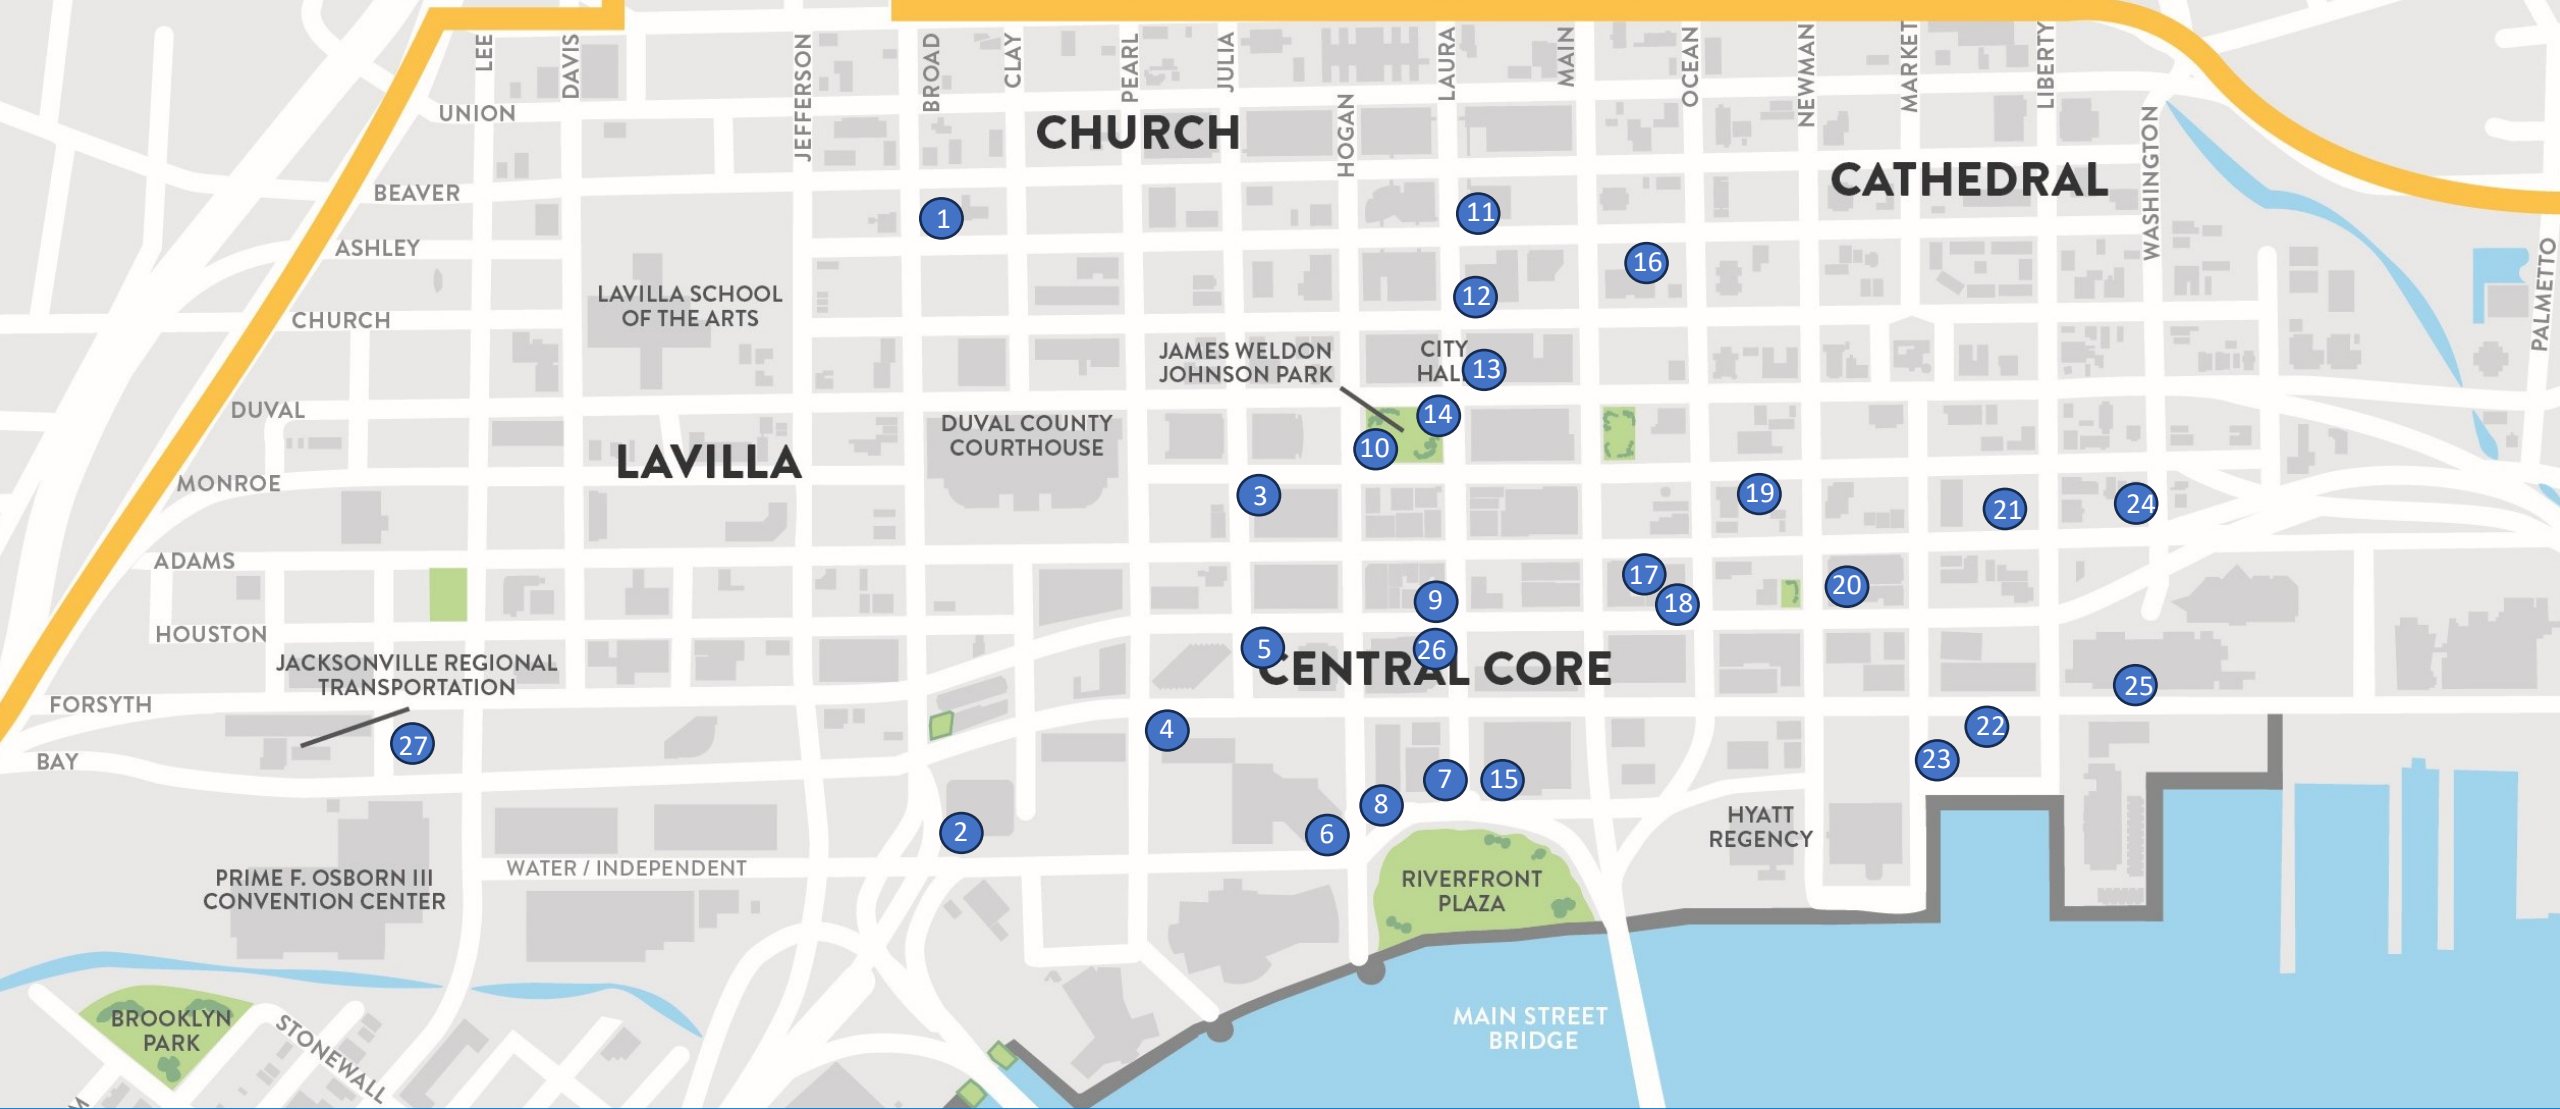 LEE
DAVIS
JEFFERSON
BROAD
CLAY
PEARL
JULIA
HOGAN
LAURA
MAIN
OCEAN
NEWMAN
MARKET
LIBERTY
WASHINGTON
PALMETTO
UNION
CHURCH
CATHEDRAL
BEAVER
1
11
ASHLEY
16
LAVILLA SCHOOL
OF THE ARTS
12
CHURCH
JAMES WELDON
JOHNSON PARK
CITY
HALL
13
DUVAL
14
DUVAL COUNTY
COURTHOUSE
10
LAVILLA
MONROE
3
19
21
24
ADAMS
17
18
20
9
HOUSTON
5
26
CENTRAL CORE
JACKSONVILLE REGIONAL
TRANSPORTATION
25
FORSYTH
4
22
27
BAY
23
7
15
8
6
2
HYATT
REGENCY
WATER / INDEPENDENT
PRIME F. OSBORN III
CONVENTION CENTER
RIVERFRONT
PLAZA
BROOKLYN
PARK
STONEWALL
MAIN STREET
BRIDGE